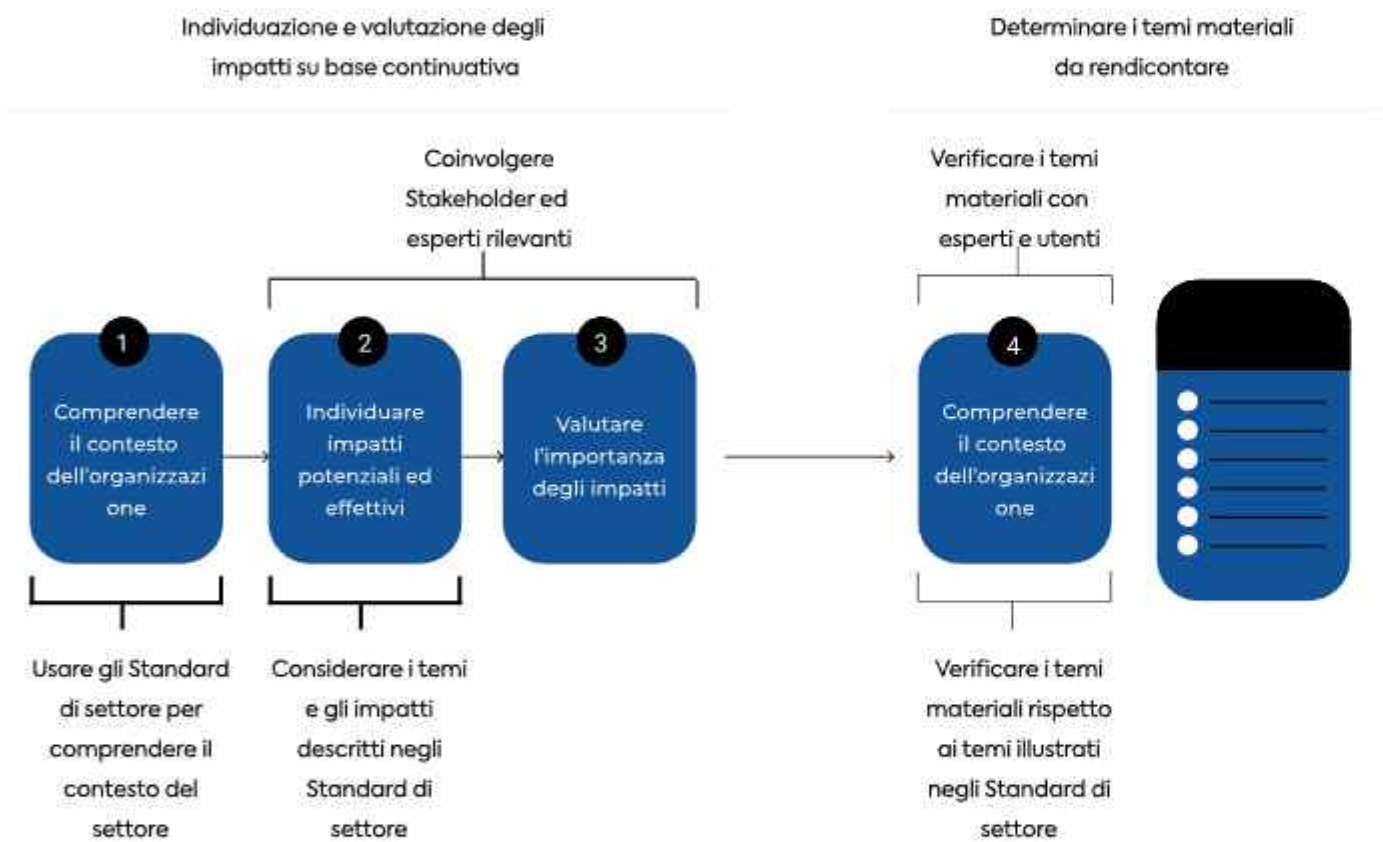 Individuazione e valutazione degli
impatti su base continuativa
Determinare i temi materiali
da rendicontare
Coinvolgere
Stakeholder ed
esperti rilevanti
Verificare i temi
materiali con
esperti e utenti
1
Comprendere
il contesto
dell'organizzazi
one
2
Individuare
impatti
potenziali ed
effettivi
3
Valutare
l'importanza
degli impatti
4
Comprendere
il contesto
dell'organizzazi
one
Usare gli Standard
di settore per
comprendere il
contesto del
settore
Considerare i temi
e gli impatti
descritti negli
Standard di
settore
Verificare i temi
materiali rispetto
ai temi illustrati
negli Standard di
settore